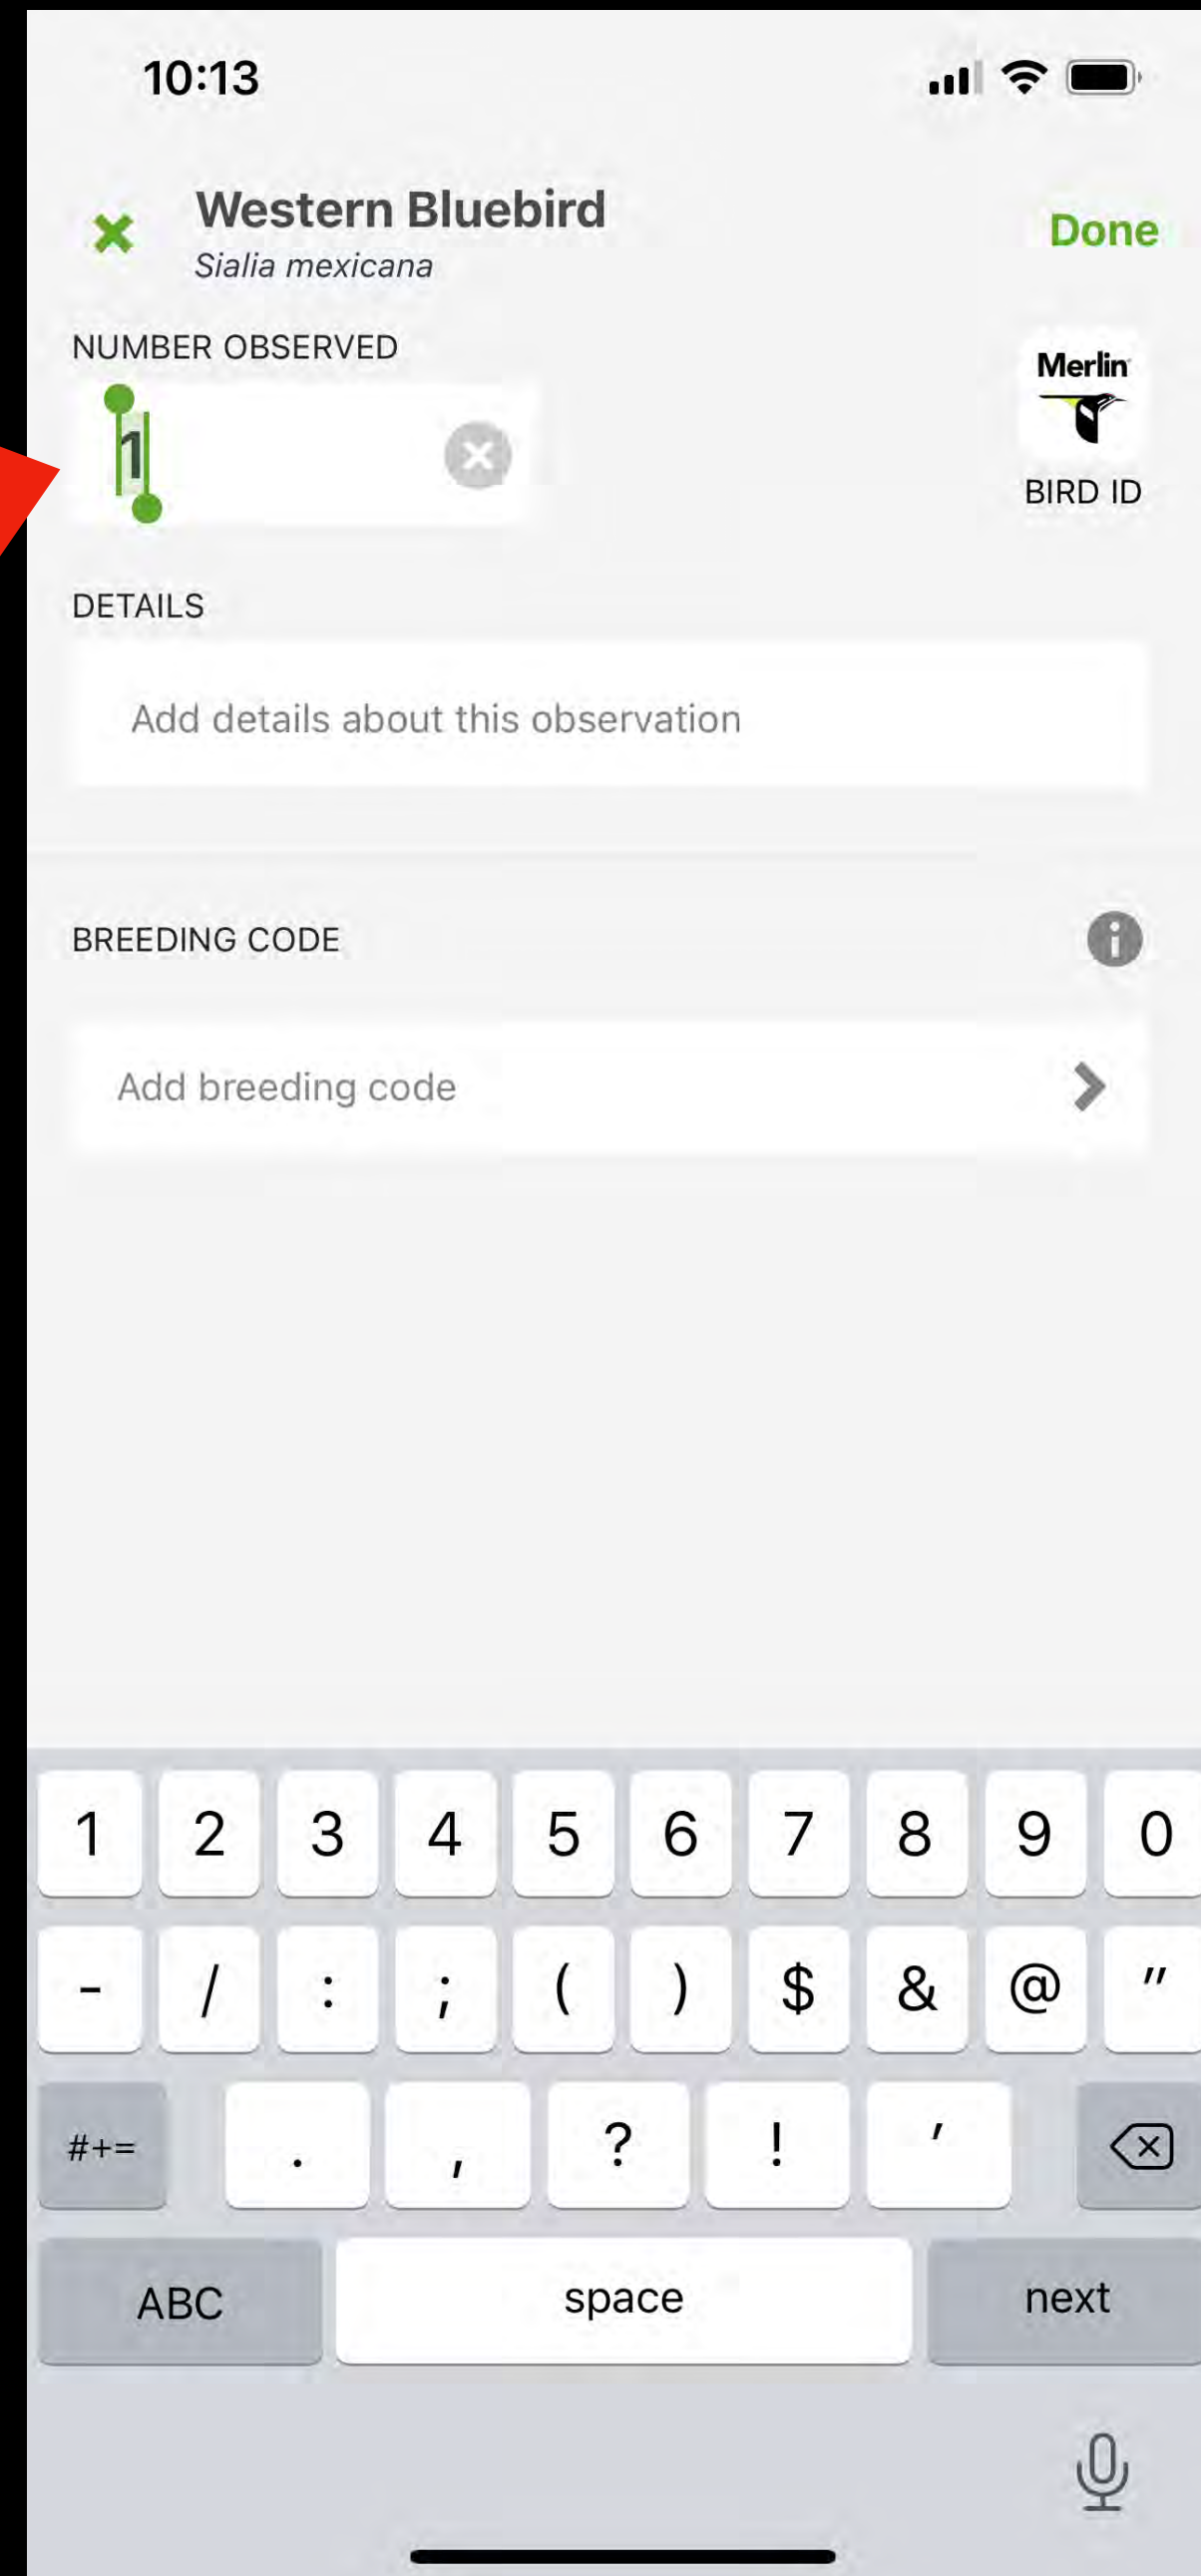 10:13
Western Bluebird
Sialia mexicana
Done
NUMBER OBSERVED
1
Merlin
BIRD ID
DETAILS
Add details about this observation
BREEDING CODE
Add breeding code
1 2 3 4 5 6 7 8 9 0
- / : ; ( ) $ & @ "
#+= . , ? ! '
ABC space next